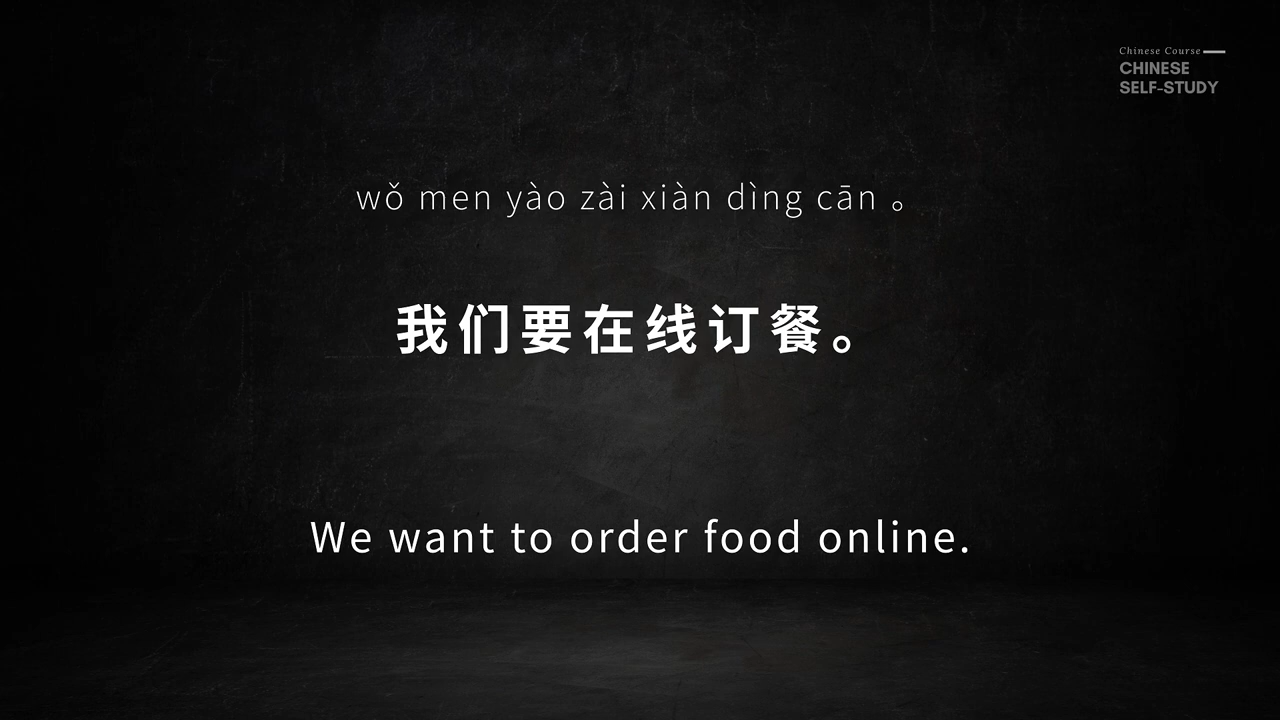 Chinese Course
CHINESE
SELF-STUDY
wǒ men yào zài xiàn dìng cān 。
我们要在线订餐。
We want to order food online.